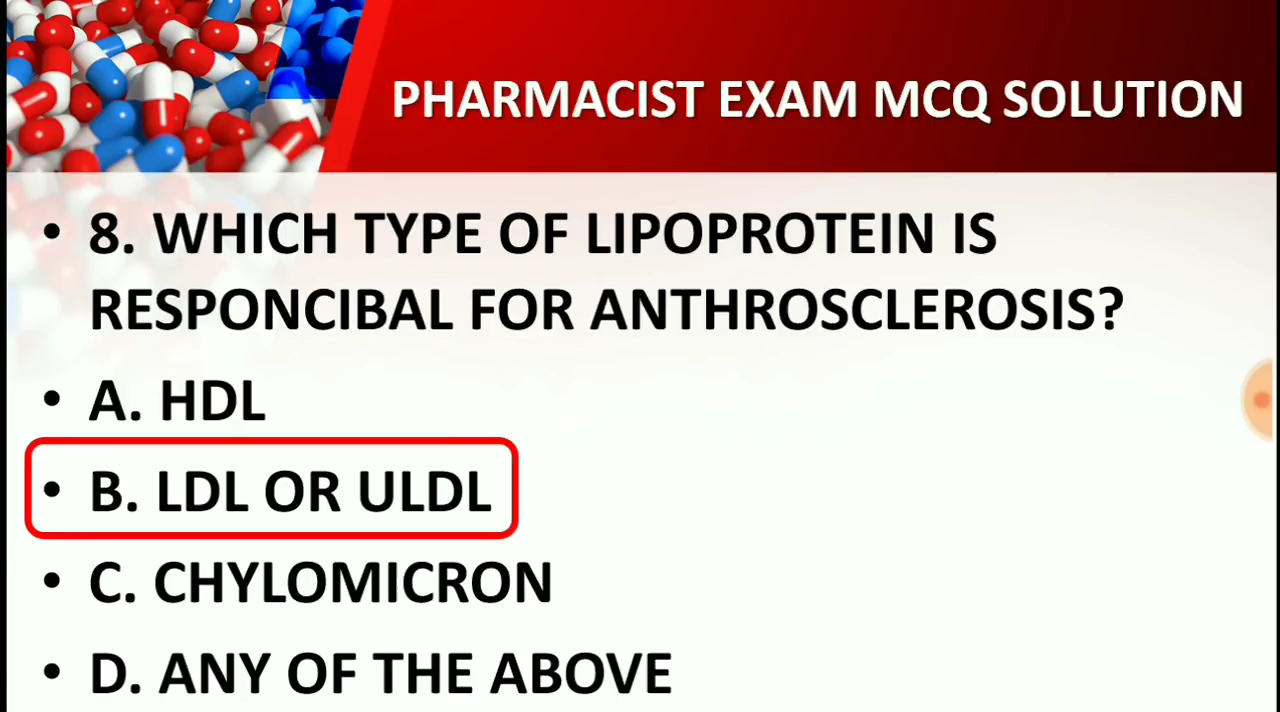 PHARMACIST EXAM MCQ SOLUTION
• 8. WHICH TYPE OF LIPOPROTEIN IS
RESPONCIBAL FOR ANTHROSCLEROSIS?
• A. HDL
• B. LDL OR ULDL
• C. CHYLOMICRON
• D. ANY OF THE ABOVE